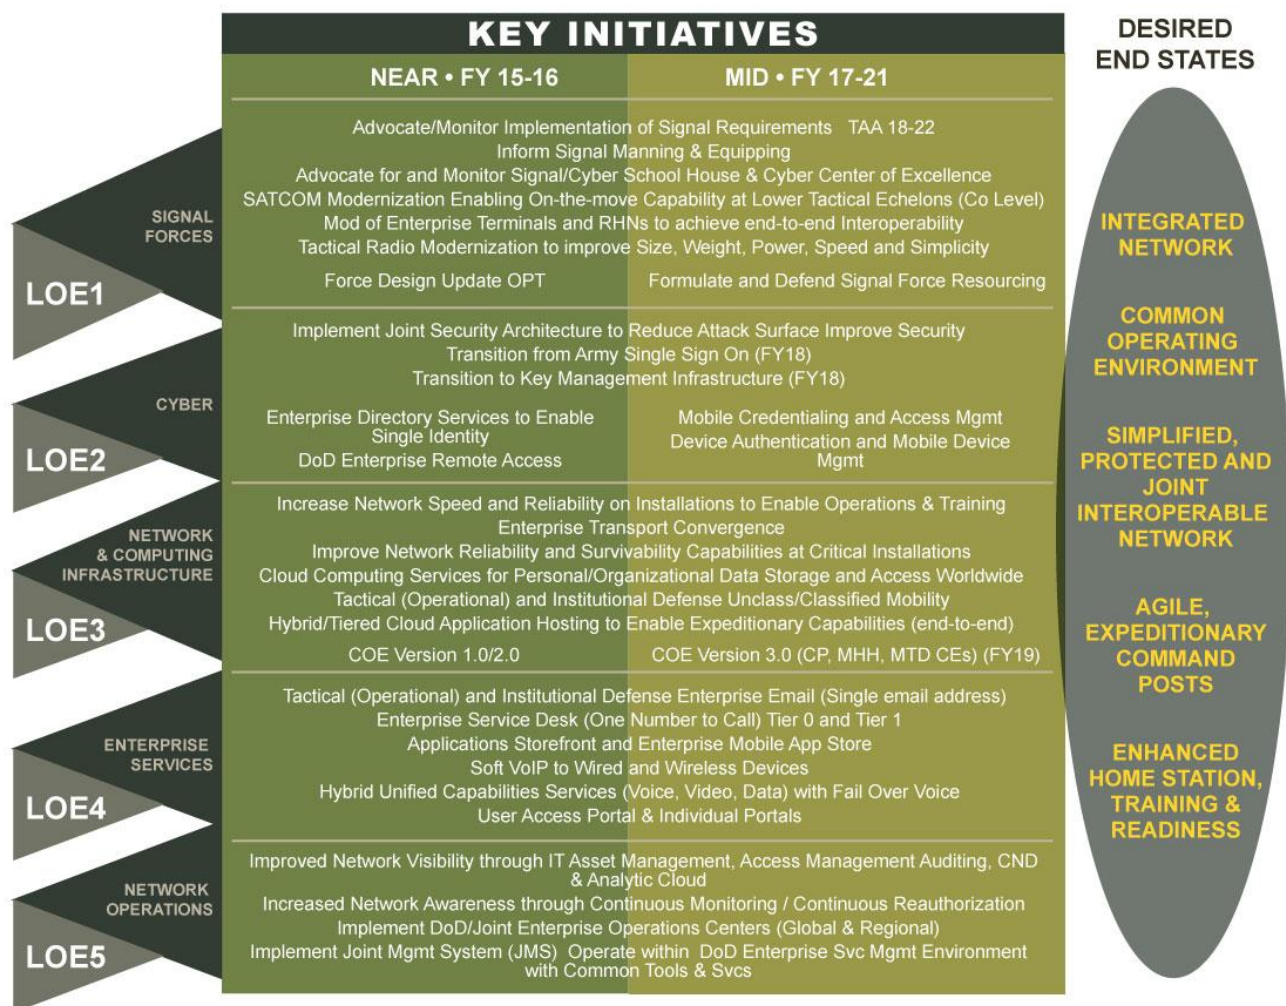 KEY INITIATIVES
NEAR • FY 15-16
MID • FY 17-21
DESIRED
END STATES
SIGNAL
FORCES
LOE1
Advocate/Monitor Implementation of Signal Requirements TAA 18-22
Inform Signal Manning & Equipping
Advocate for and Monitor Signal/Cyber School House & Cyber Center of Excellence
SATCOM Modernization Enabling On-the-move Capability at Lower Tactical Echelons (Co Level)
Mod of Enterprise Terminals and RHNs to achieve end-to-end Interoperability
Tactical Radio Modernization to improve Size, Weight, Power, Speed and Simplicity
Force Design Update OPT
Formulate and Defend Signal Force Resourcing
CYBER
LOE2
Implement Joint Security Architecture to Reduce Attack Surface Improve Security
Transition from Army Single Sign On (FY18)
Transition to Key Management Infrastructure (FY18)
Enterprise Directory Services to Enable
Single Identity
DoD Enterprise Remote Access
Mobile Credentialing and Access Mgmt
Device Authentication and Mobile Device
Mgmt
NETWORK
& COMPUTING
INFRASTRUCTURE
LOE3
Increase Network Speed and Reliability on Installations to Enable Operations & Training
Enterprise Transport Convergence
Improve Network Reliability and Survivability Capabilities at Critical Installations
Cloud Computing Services for Personal/Organizational Data Storage and Access Worldwide
Tactical (Operational) and Institutional Defense Unclass/Classified Mobility
Hybrid/Tiered Cloud Application Hosting to Enable Expeditionary Capabilities (end-to-end)
COE Version 1.0/2.0
COE Version 3.0 (CP, MHH, MTD CEs) (FY19)
ENTERPRISE
SERVICES
LOE4
Tactical (Operational) and Institutional Defense Enterprise Email (Single email address)
Enterprise Service Desk (One Number to Call) Tier 0 and Tier 1
Applications Storefront and Enterprise Mobile App Store
Soft VoIP to Wired and Wireless Devices
Hybrid Unified Capabilities Services (Voice, Video, Data) with Fail Over Voice
User Access Portal & Individual Portals
NETWORK
OPERATIONS
LOE5
Improved Network Visibility through IT Asset Management, Access Management Auditing, CND
& Analytic Cloud
Increased Network Awareness through Continuous Monitoring / Continuous Reauthorization
Implement DoD/Joint Enterprise Operations Centers (Global & Regional)
Implement Joint Mgmt System (JMS) Operate within DoD Enterprise Svc Mgmt Environment
with Common Tools & Svcs
INTEGRATED
NETWORK
COMMON
OPERATING
ENVIRONMENT
SIMPLIFIED,
PROTECTED AND
JOINT
INTEROPERABLE
NETWORK
AGILE,
EXPEDITIONARY
COMMAND
POSTS
ENHANCED
HOME STATION,
TRAINING &
READINESS